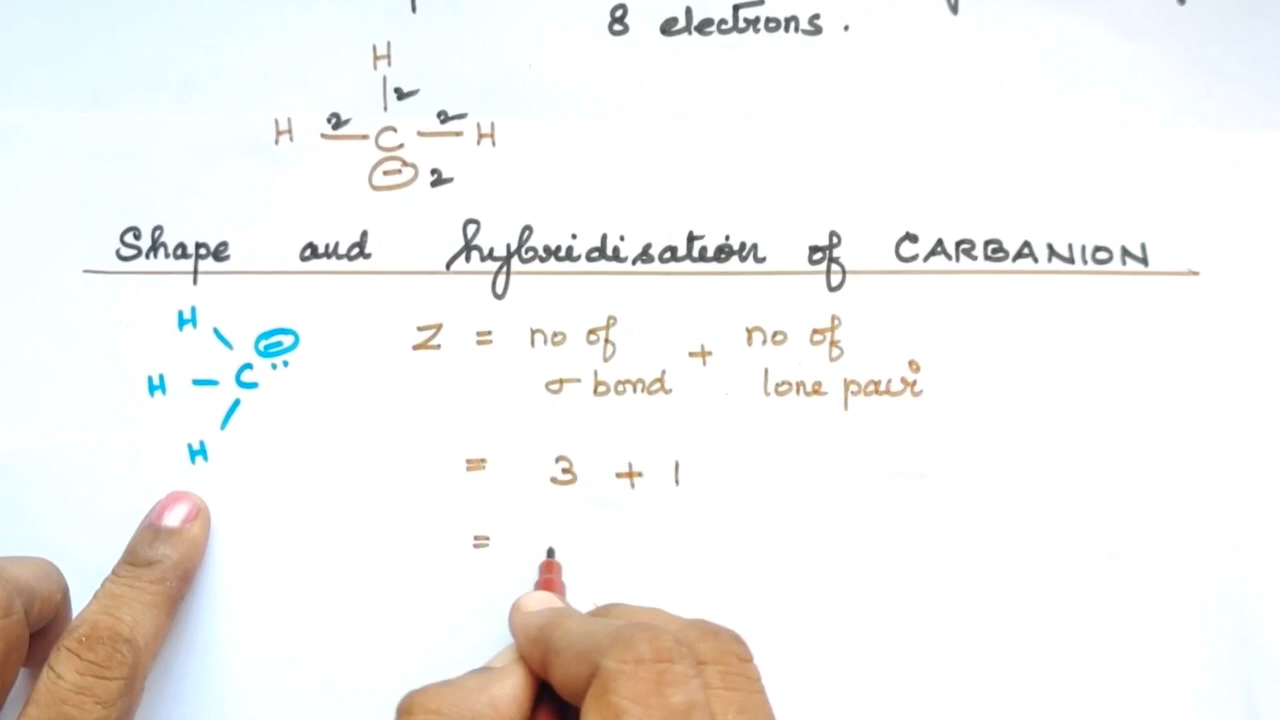 8 electrons .
H
2
H 2 C 2 H
⊖ 2
Shape and hybridisation of CARBANION
H
⊖
H – C ••
H
Z = no of σ bond + no of lone pair
= 3 + 1
=